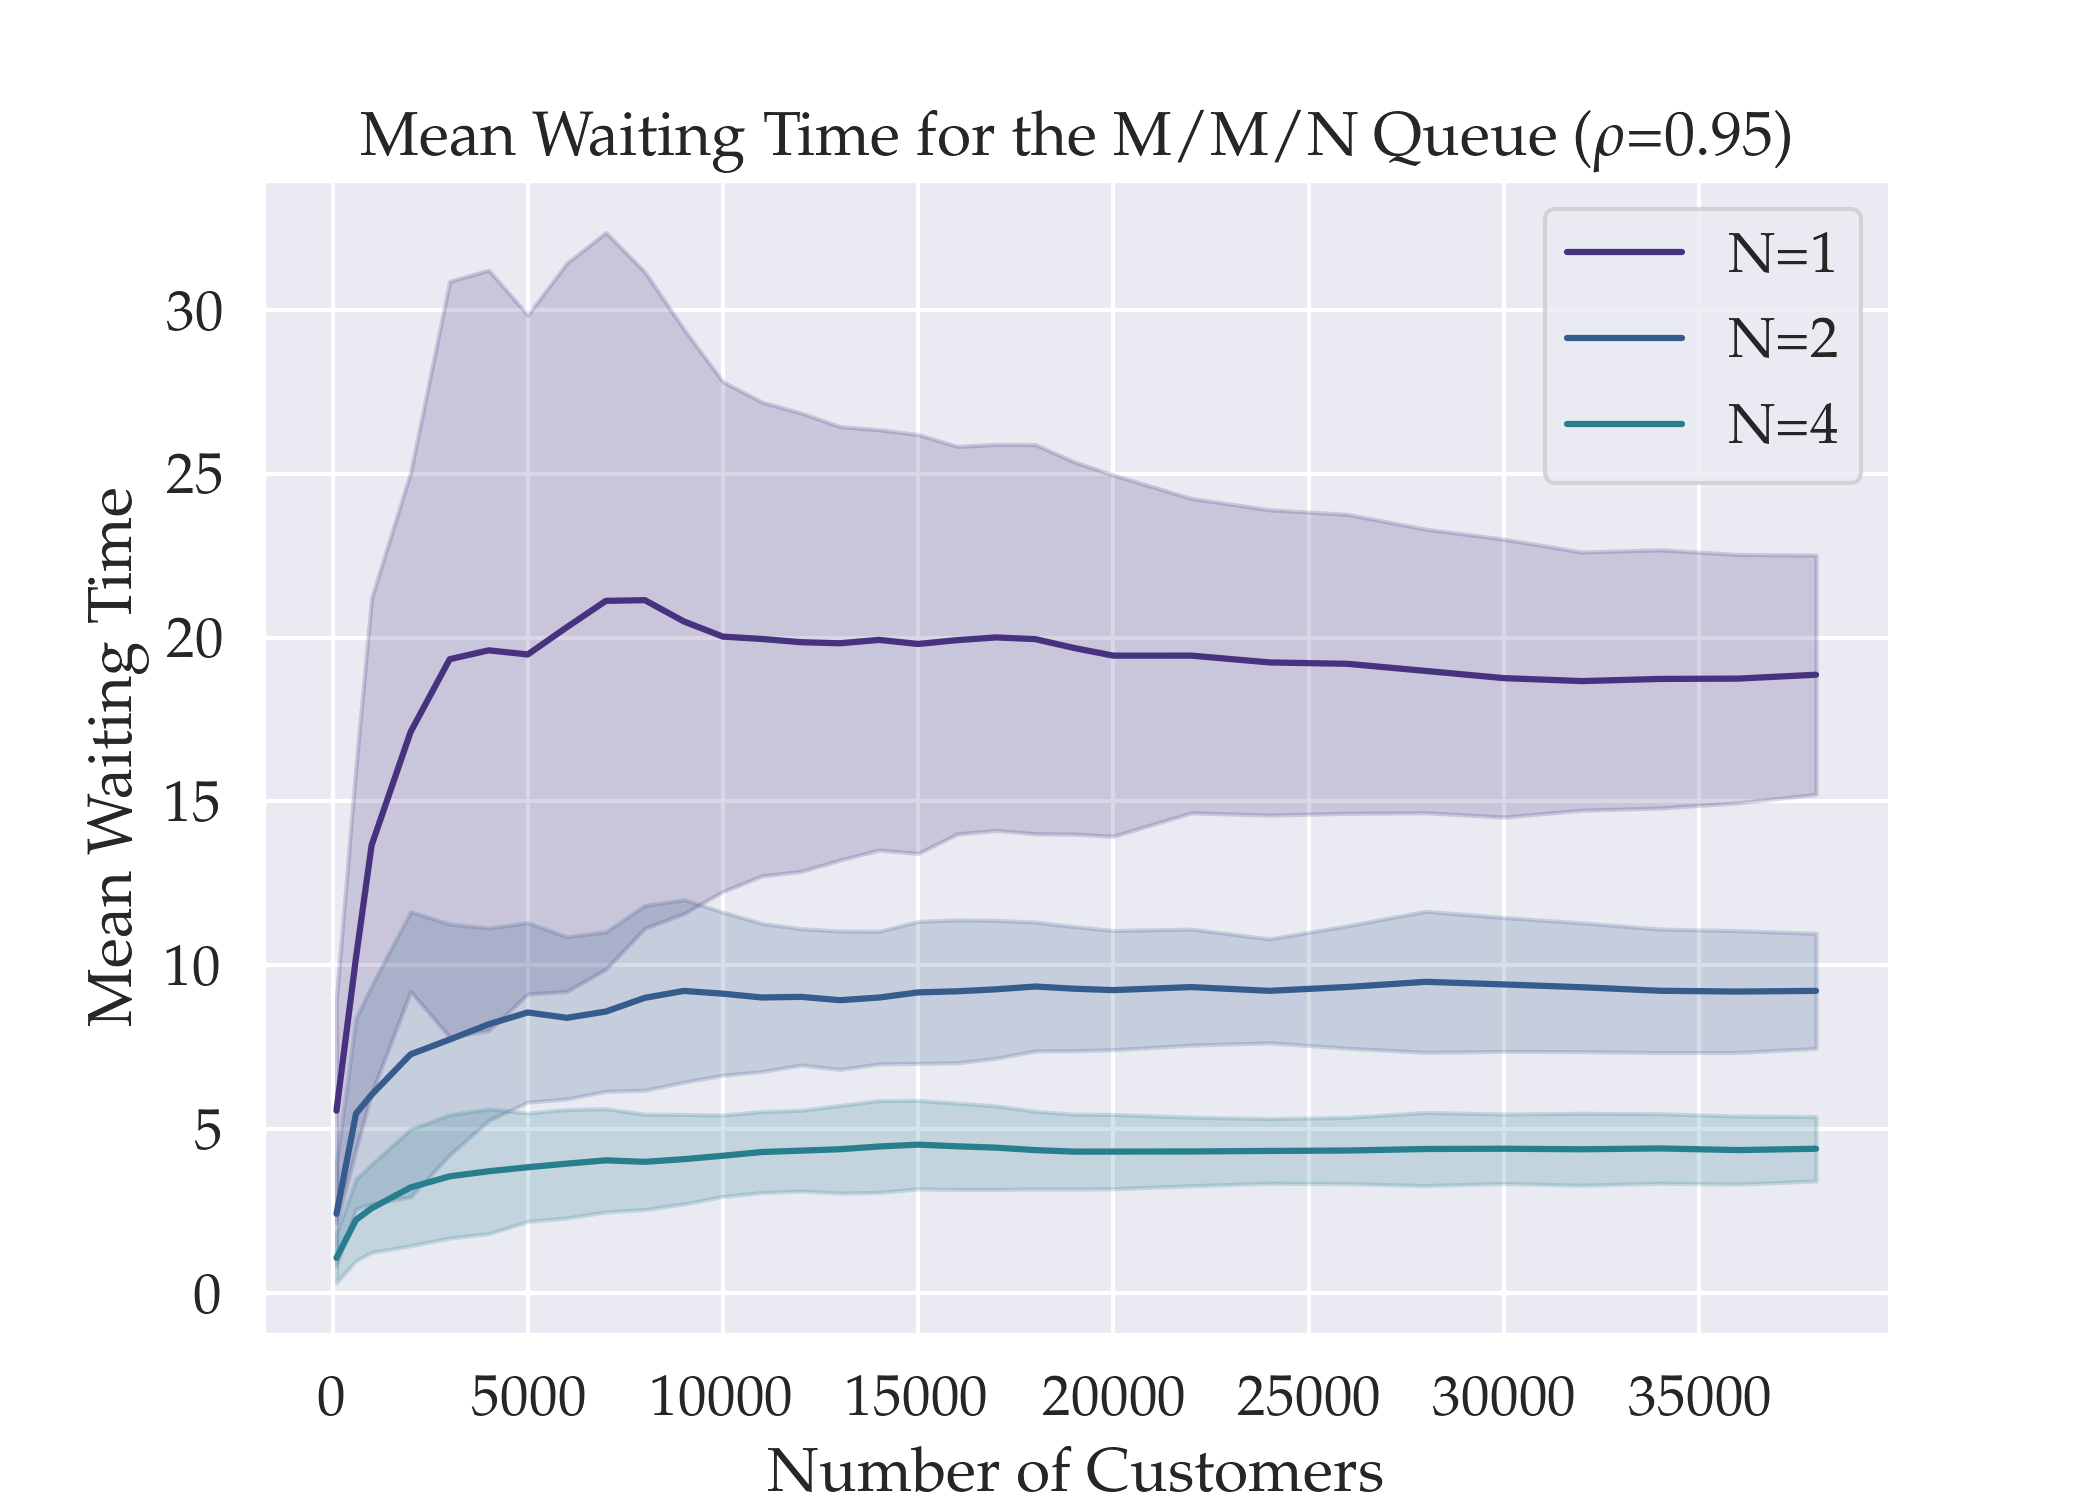 Mean Waiting Time for the M/M/N Queue (ρ=0.95)
N=1
N=2
N=4
Mean Waiting Time
30
25
20
15
10
5
0
0 5000 10000 15000 20000 25000 30000 35000
Number of Customers